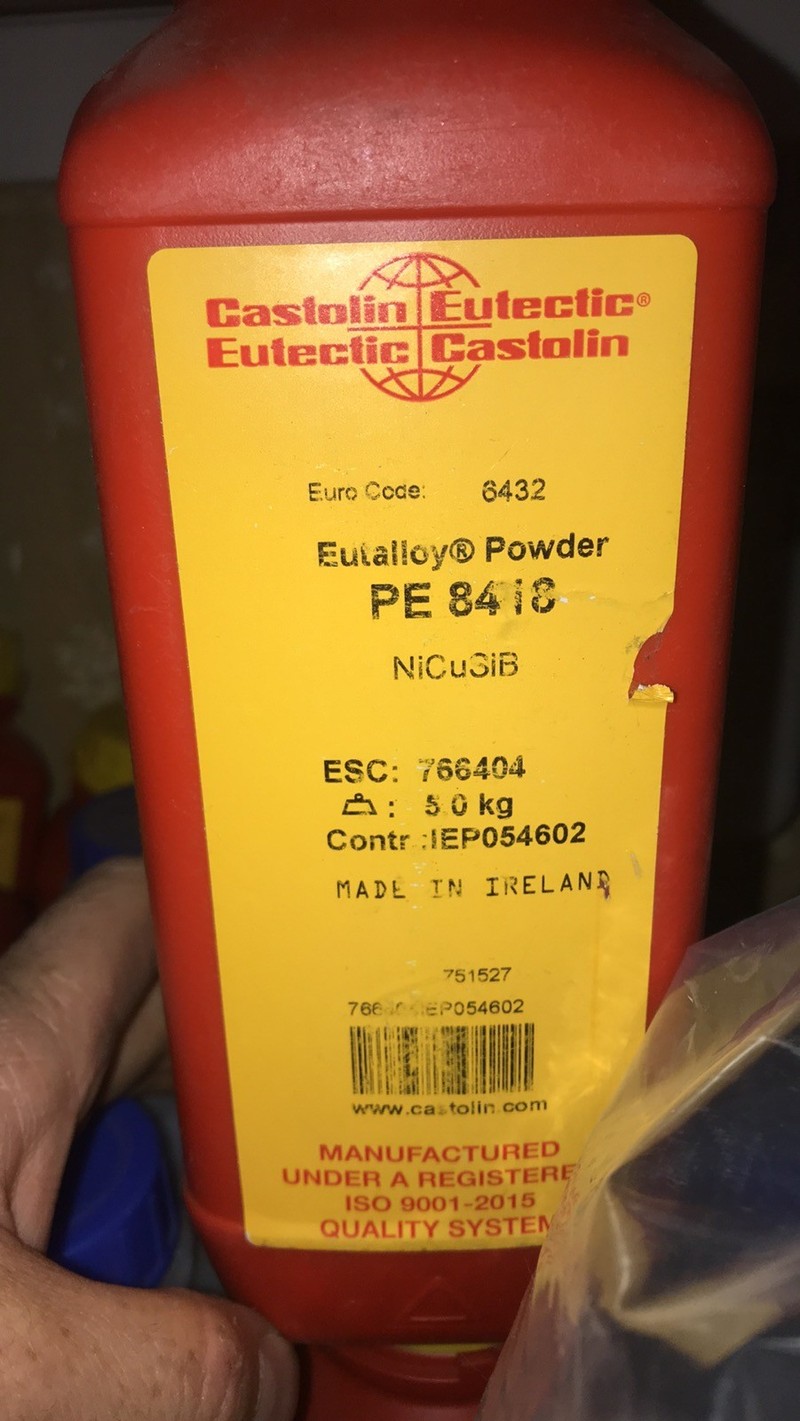 Castolin Eutectic®
Eutectic Castolin
Euro Code: 6432
Eutalloy® Powder
PE 8418
NiCuSiB
ESC: 766404
: 5.0 kg
Contr :IEP054602
MADE IN IRELAND
751527
www.castolin.com
MANUFACTURED
UNDER A REGISTERE
ISO 9001-2015
QUALITY SYSTEM